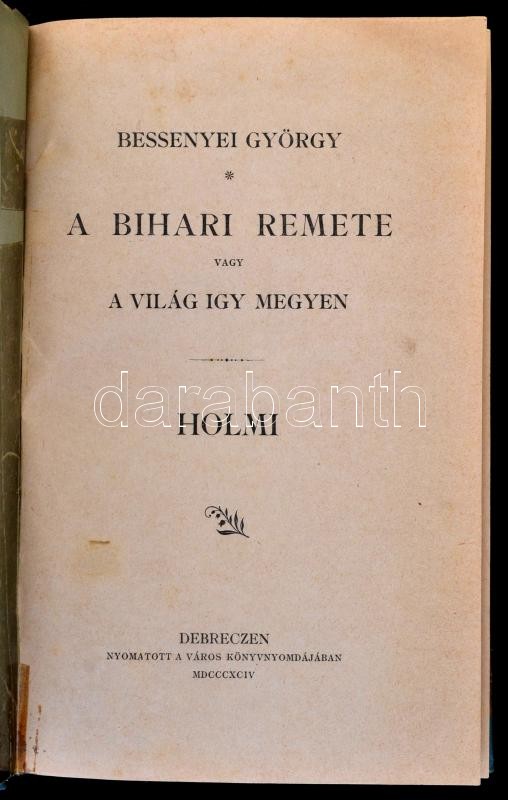 BESSENYEI GYÖRGY
*
A BIHARI REMETE
VAGY
A VILÁG IGY MEGYEN
darabanth
HOLMI
DEBRECZEN
NYOMATOTT A VÁROS KÖNYVNYOMDÁJÁBAN
MDCCCXCIV